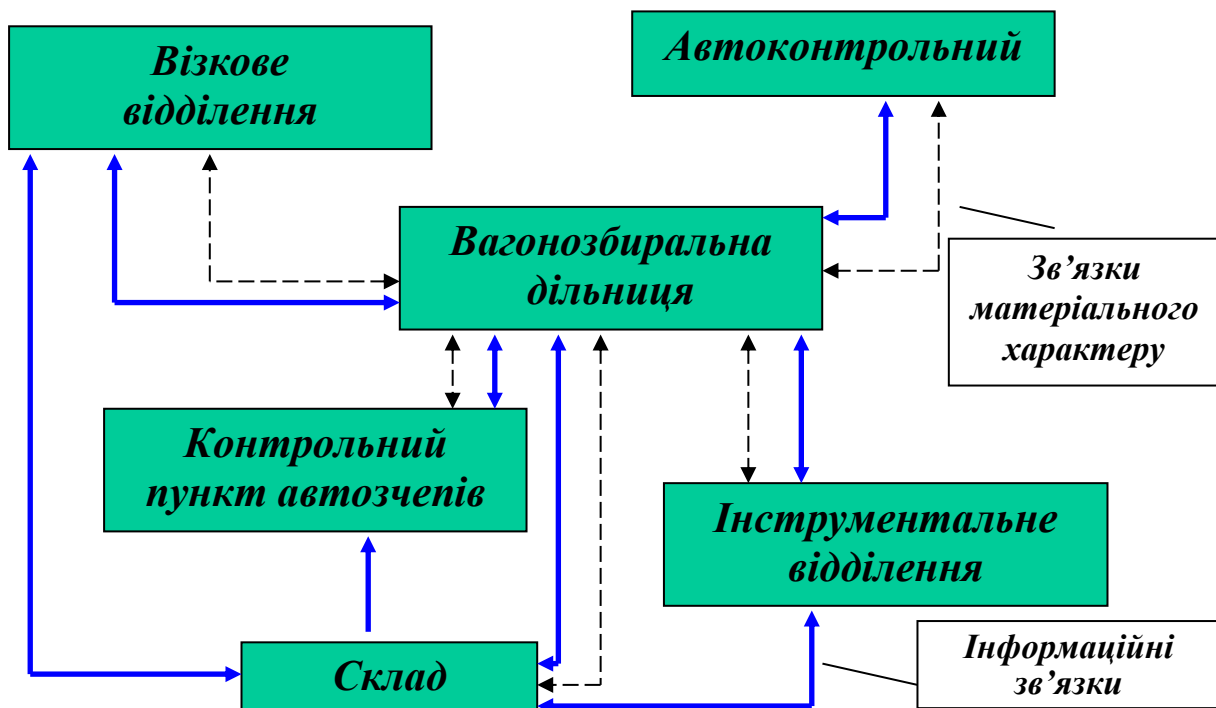 Візкове
відділення
Автоконтрольний
Вагонозбиральна
дільниця
Зв’язки
матеріального
характеру
Контрольний
пункт автозчепів
Інструментальне
відділення
Склад
Інформаційні
зв’язки